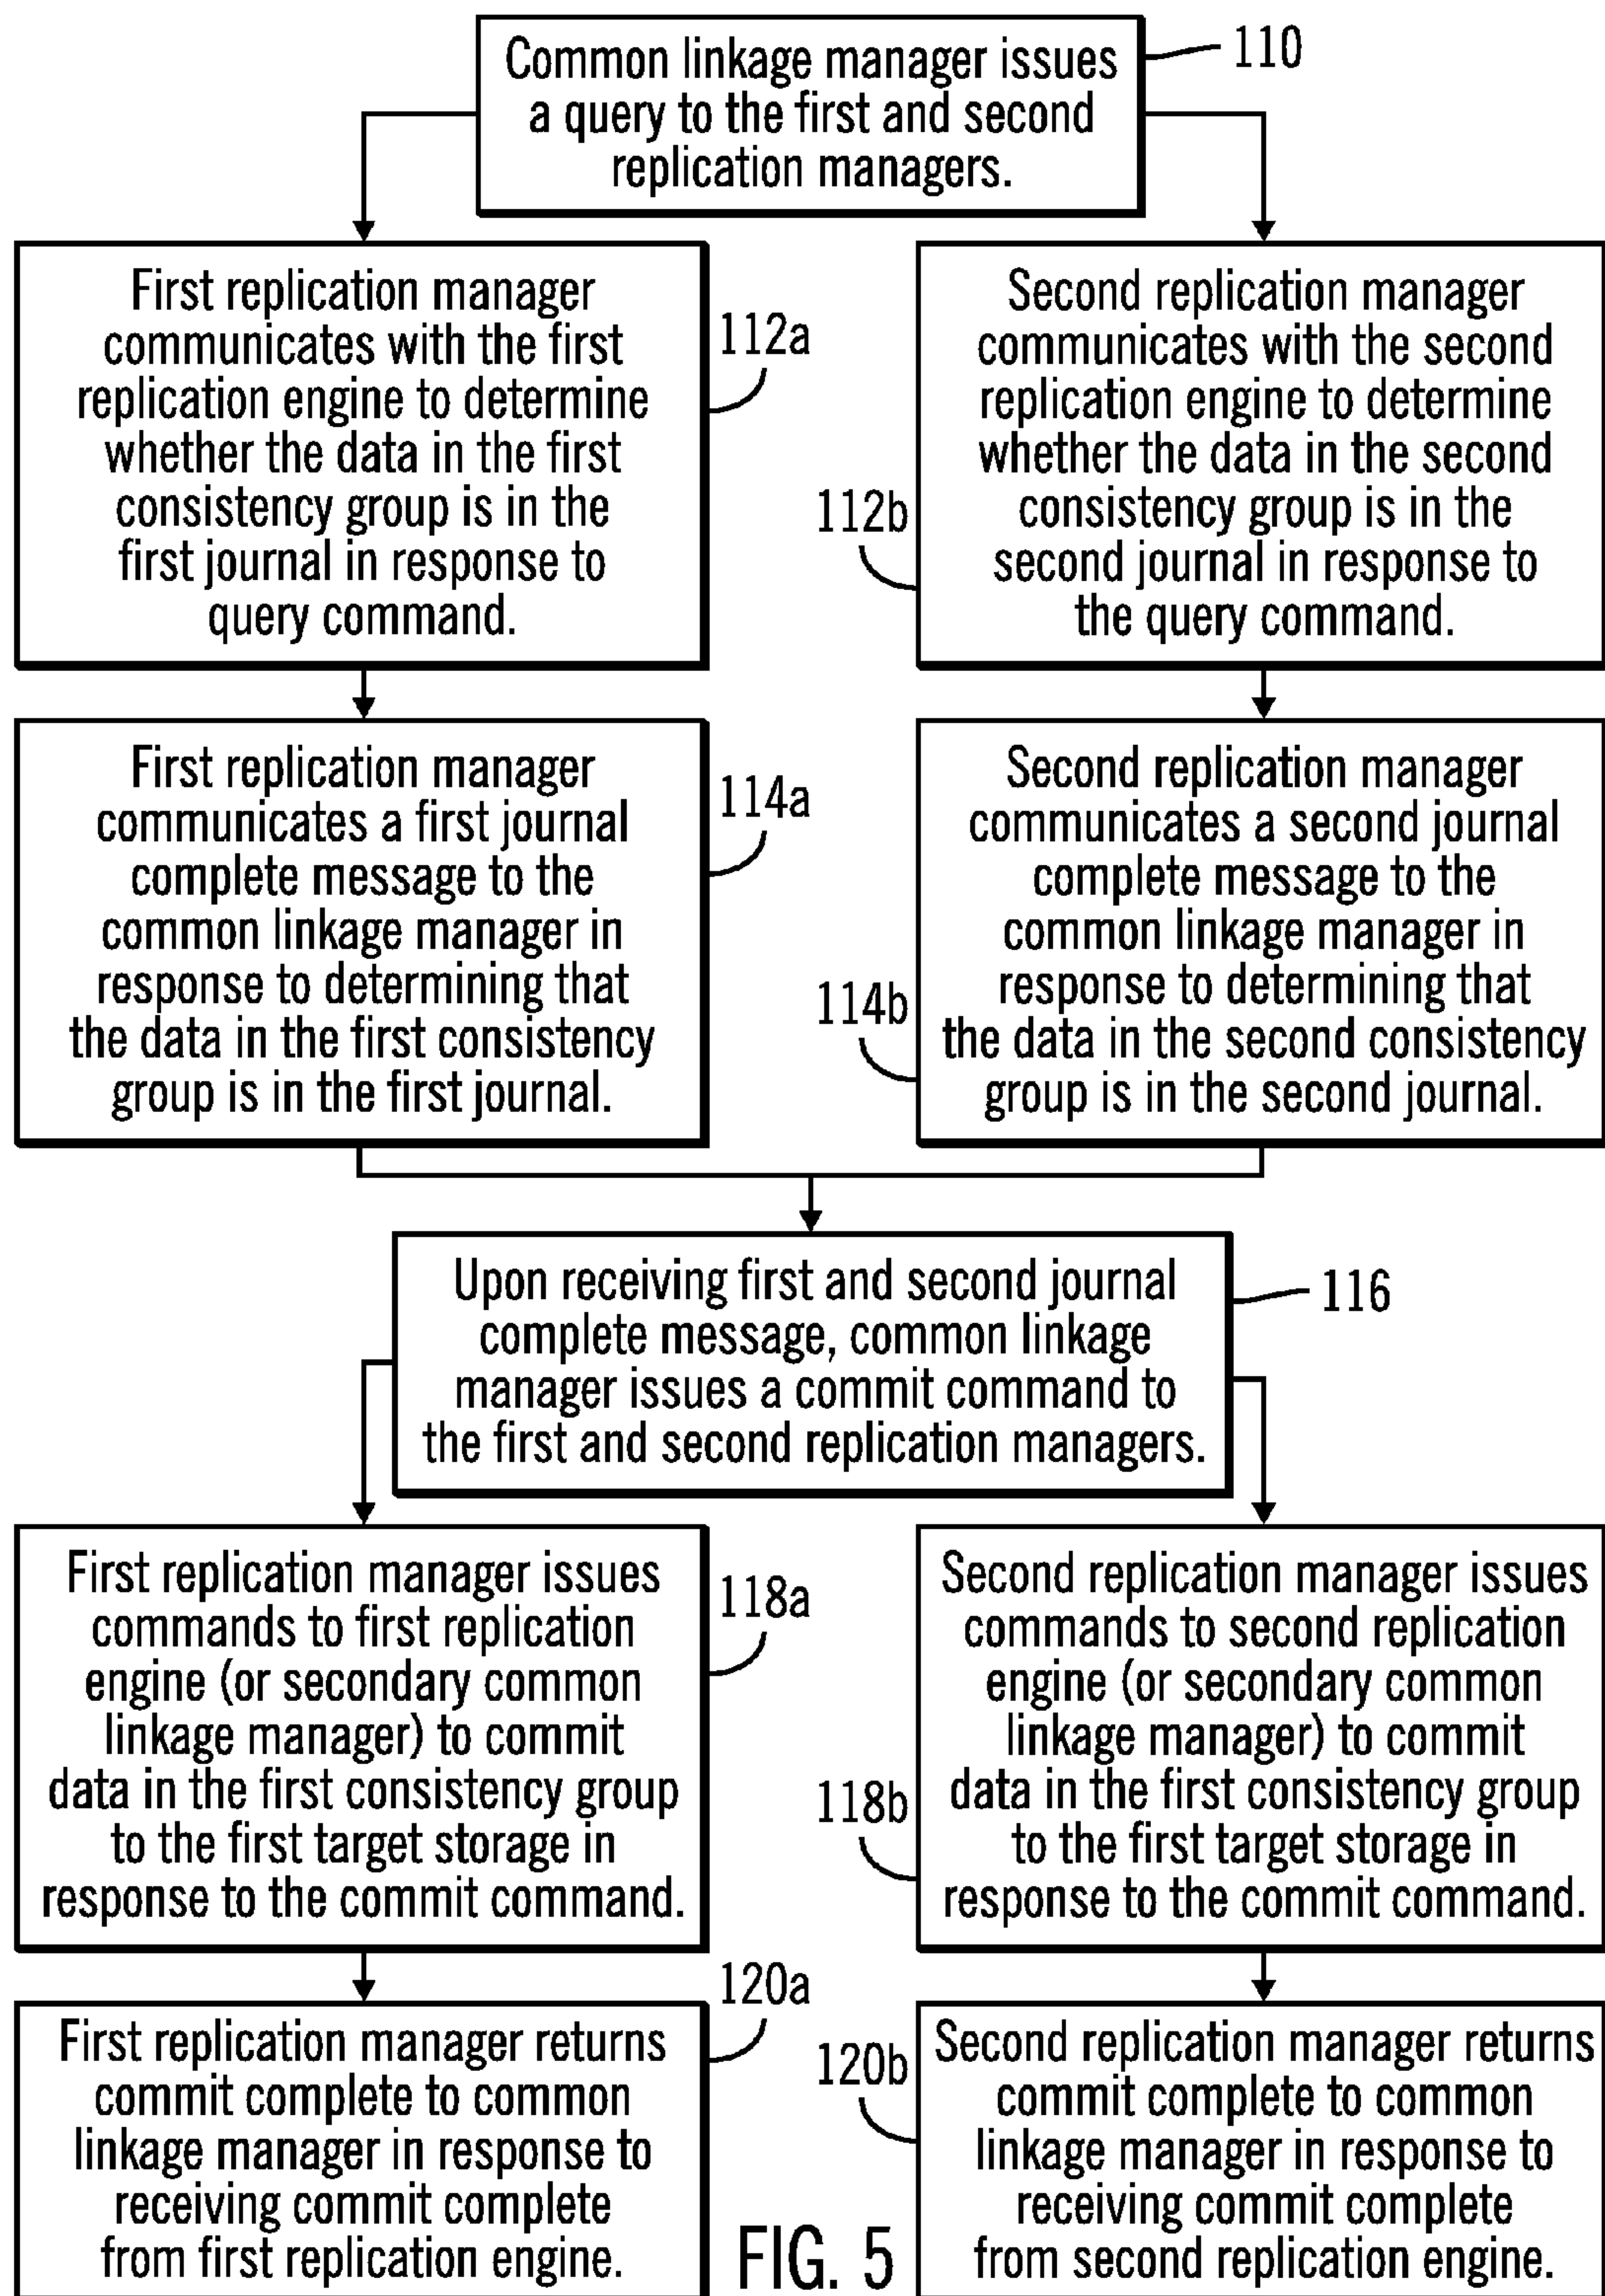 Common linkage manager issues
a query to the first and second
replication managers.
110
First replication manager
communicates with the first
replication engine to determine
whether the data in the first
consistency group is in the
first journal in response to
query command.
112a
Second replication manager
communicates with the second
replication engine to determine
whether the data in the second
consistency group is in the
second journal in response to
the query command.
112b
First replication manager
communicates a first journal
complete message to the
common linkage manager in
response to determining that
the data in the first consistency
group is in the first journal.
114a
Second replication manager
communicates a second journal
complete message to the
common linkage manager in
response to determining that
the data in the second consistency
group is in the second journal.
114b
Upon receiving first and second journal
complete message, common linkage
manager issues a commit command to
the first and second replication managers.
116
First replication manager issues
commands to first replication
engine (or secondary common
linkage manager) to commit
data in the first consistency group
to the first target storage in
response to the commit command.
118a
Second replication manager issues
commands to second replication
engine (or secondary common
linkage manager) to commit
data in the first consistency group
to the first target storage in
response to the commit command.
118b
First replication manager returns
commit complete to common
linkage manager in response to
receiving commit complete
from first replication engine.
120a
Second replication manager returns
commit complete to common
linkage manager in response to
receiving commit complete
from second replication engine.
120b
FIG. 5